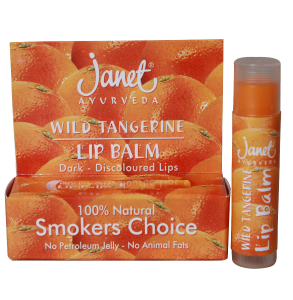 Janet®
AYURVEDA
WILD TANGERINE
LIP BALM
Dark - Discoloured Lips
100% Natural
Smokers Choice
No Petroleum Jelly - No Animal Fats
Janet®
AYURVEDA
WILD TANGERINE
Lip Balm